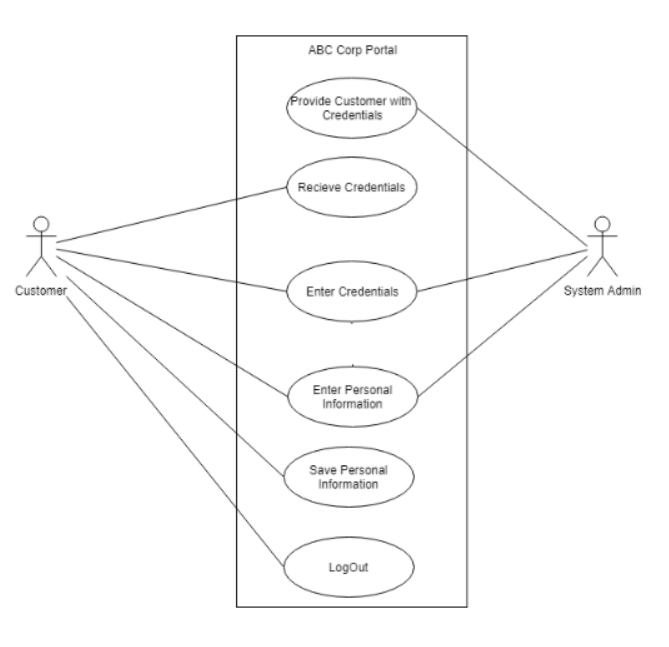 ABC Corp Portal
Provide Customer with
Credentials
Recieve Credentials
Customer
System Admin
Enter Credentials
Enter Personal
Information
Save Personal
Information
LogOut